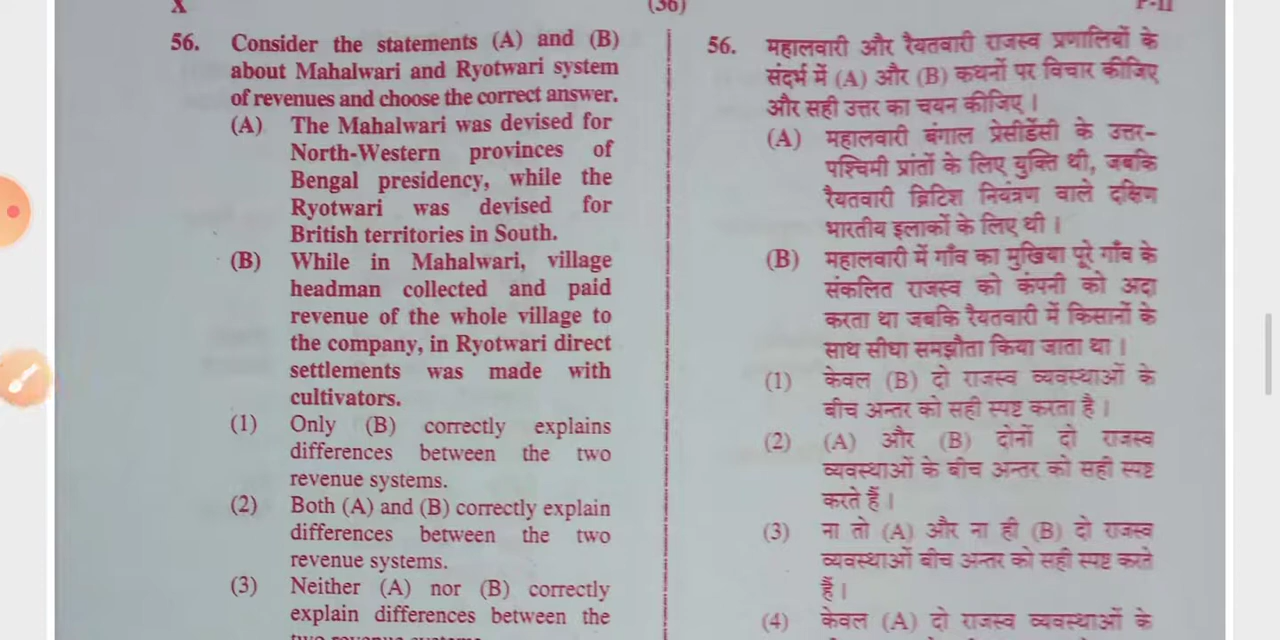 X
(36)
P-II
56. Consider the statements (A) and (B)
about Mahalwari and Ryotwari system
of revenues and choose the correct answer.
(A) The Mahalwari was devised for
North-Western provinces of
Bengal presidency, while the
Ryotwari was devised for
British territories in South.
(B) While in Mahalwari, village
headman collected and paid
revenue of the whole village to
the company, in Ryotwari direct
settlements was made with
cultivators.
(1) Only (B) correctly explains
differences between the two
revenue systems.
(2) Both (A) and (B) correctly explain
differences between the two
revenue systems.
(3) Neither (A) nor (B) correctly
explain differences between the
two revenue systems
56. महालवारी और रैयतवारी राजस्व प्रणालियों के
संदर्भ में (A) और (B) कथनों पर विचार कीजिए
और सही उत्तर का चयन कीजिए ।
(A) महालवारी बंगाल प्रेसीडेंसी के उत्तर-
पश्चिमी प्रांतों के लिए युक्ति थी, जबकि
रैयतवारी ब्रिटिश नियंत्रण वाले दक्षिण
भारतीय इलाकों के लिए थी ।
(B) महालवारी में गाँव का मुखिया पूरे गाँव के
संकलित राजस्व को कंपनी को अदा
करता था जबकि रैयतवारी में किसानों के
साथ सीधा समझौता किया जाता था ।
(1) केवल (B) दो राजस्व व्यवस्थाओं के
बीच अन्तर को सही स्पष्ट करता है ।
(2) (A) और (B) दोनों दो राजस्व
व्यवस्थाओं के बीच अन्तर को सही स्पष्ट
करते हैं ।
(3) ना तो (A) और ना ही (B) दो राजस्व
व्यवस्थाओं बीच अन्तर को सही स्पष्ट करते
हैं ।
(4) केवल (A) दो राजस्व व्यवस्थाओं के